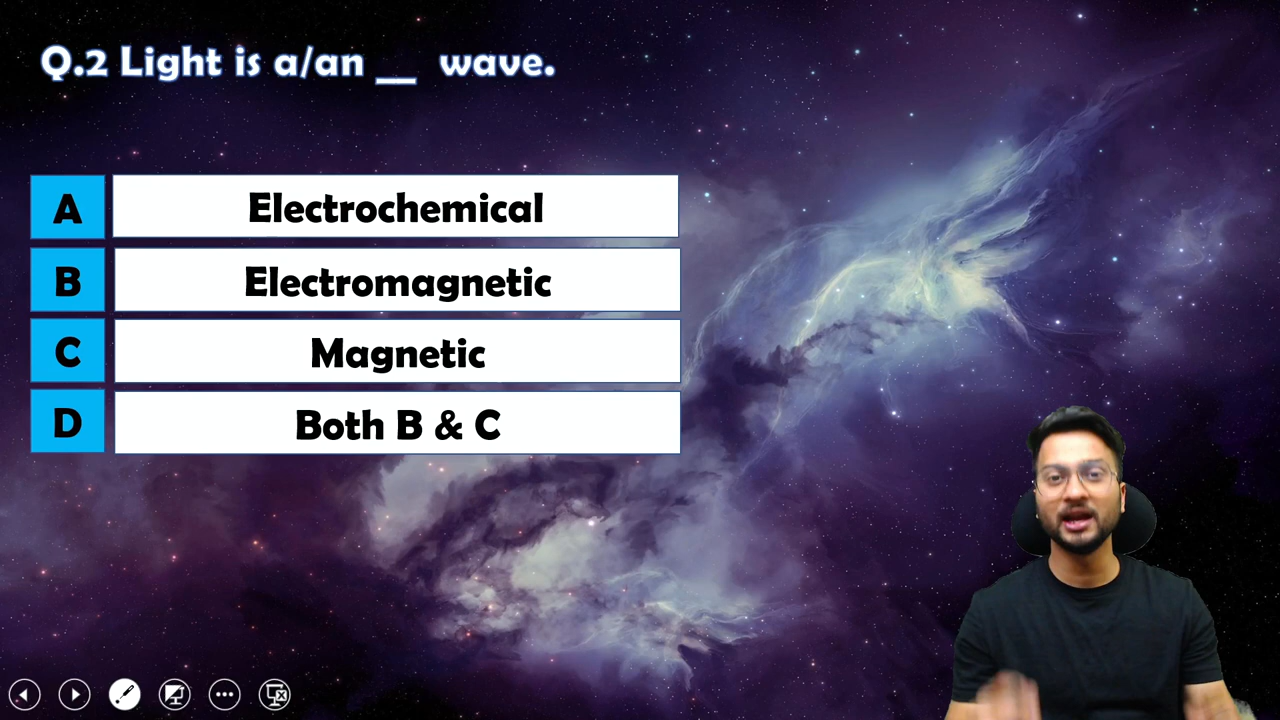 Q.2 Light is a/an __ wave.
A Electrochemical
B Electromagnetic
C Magnetic
D Both B & C